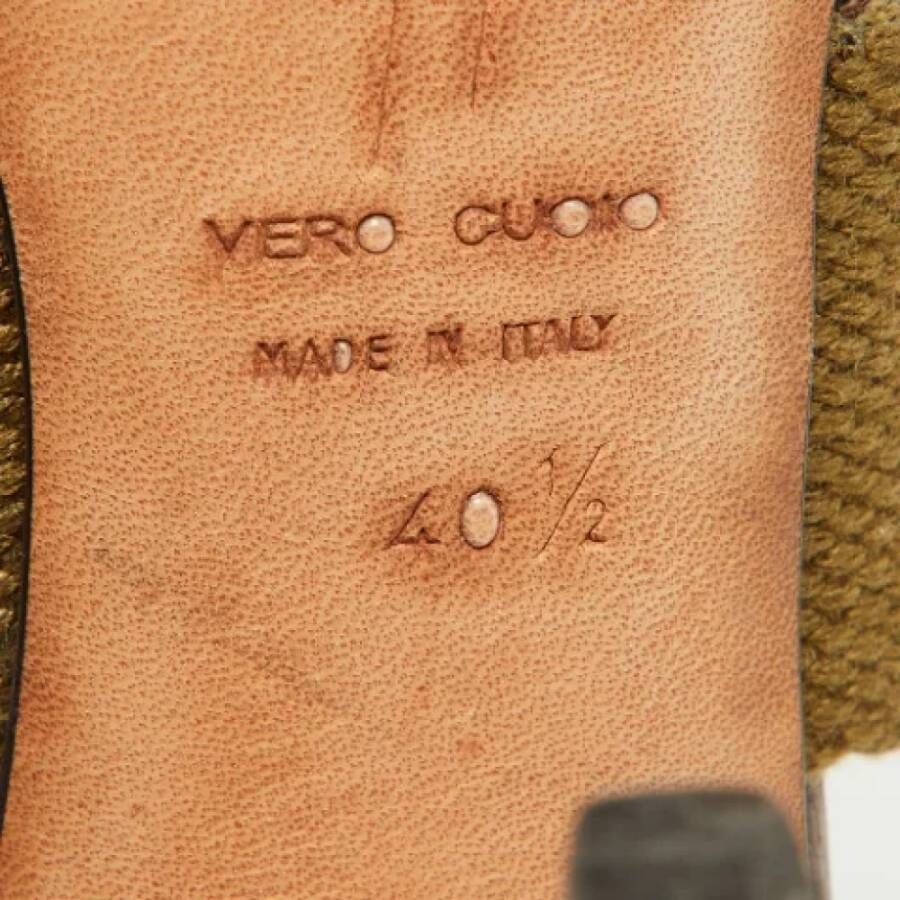 VERO CUOIO
MADE IN ITALY
40 1/2